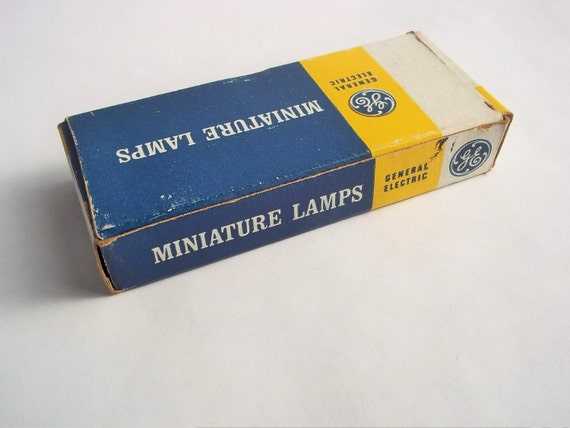 MINIATURE LAMPS
GENERAL
ELECTRIC
GE
MINIATURE LAMPS
GENERAL
ELECTRIC
GE